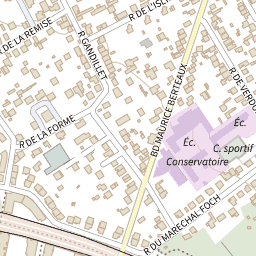 R DE L'ISL
R DE LA REMISE
R GANDILLET
BD MAURICE BERTEAUX
R DE VERDU
R DE LA FORME
Éc.
Éc.
C. sportif
Conservatoire
R DU MARECHAL FOCH